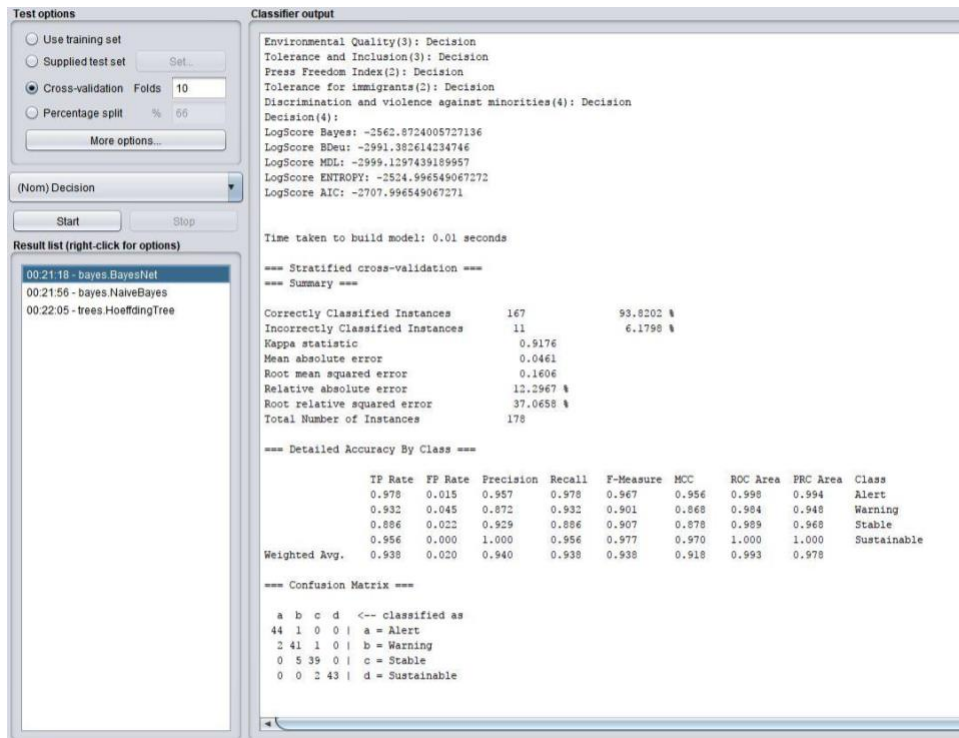 Test options
Use training set
Supplied test set Set...
Cross-validation Folds 10
Percentage split % 66
More options...
(Nom) Decision
Start Stop
Result list (right-click for options)
00:21:18 - bayes.BayesNet
00:21:56 - bayes.NaiveBayes
00:22:05 - trees.HoeffdingTree
Classifier output
Environmental Quality(3): Decision
Tolerance and Inclusion(3): Decision
Press Freedom Index(2): Decision
Tolerance for immigrants(2): Decision
Discrimination and violence against minorities(4): Decision
Decision(4):
LogScore Bayes: -2562.8724005727136
LogScore BDeu: -2991.382614234746
LogScore MDL: -2999.1297439189957
LogScore ENTROPY: -2524.996549067272
LogScore AIC: -2707.996549067271
Time taken to build model: 0.01 seconds
=== Stratified cross-validation ===
=== Summary ===
Correctly Classified Instances 167 93.8202 %
Incorrectly Classified Instances 11 6.1798 %
Kappa statistic 0.9176
Mean absolute error 0.0461
Root mean squared error 0.1606
Relative absolute error 12.2967 %
Root relative squared error 37.0658 %
Total Number of Instances 178
=== Detailed Accuracy By Class ===
TP Rate FP Rate Precision Recall F-Measure MCC ROC Area PRC Area Class
0.978 0.015 0.957 0.978 0.967 0.956 0.998 0.994 Alert
0.932 0.045 0.872 0.932 0.901 0.868 0.984 0.948 Warning
0.886 0.022 0.929 0.886 0.907 0.878 0.989 0.968 Stable
0.956 0.000 1.000 0.956 0.977 0.970 1.000 1.000 Sustainable
Weighted Avg. 0.938 0.020 0.940 0.938 0.938 0.918 0.993 0.978
=== Confusion Matrix ===
a b c d <-- classified as
44 1 0 0 | a = Alert
2 41 1 0 | b = Warning
0 5 39 0 | c = Stable
0 0 2 43 | d = Sustainable